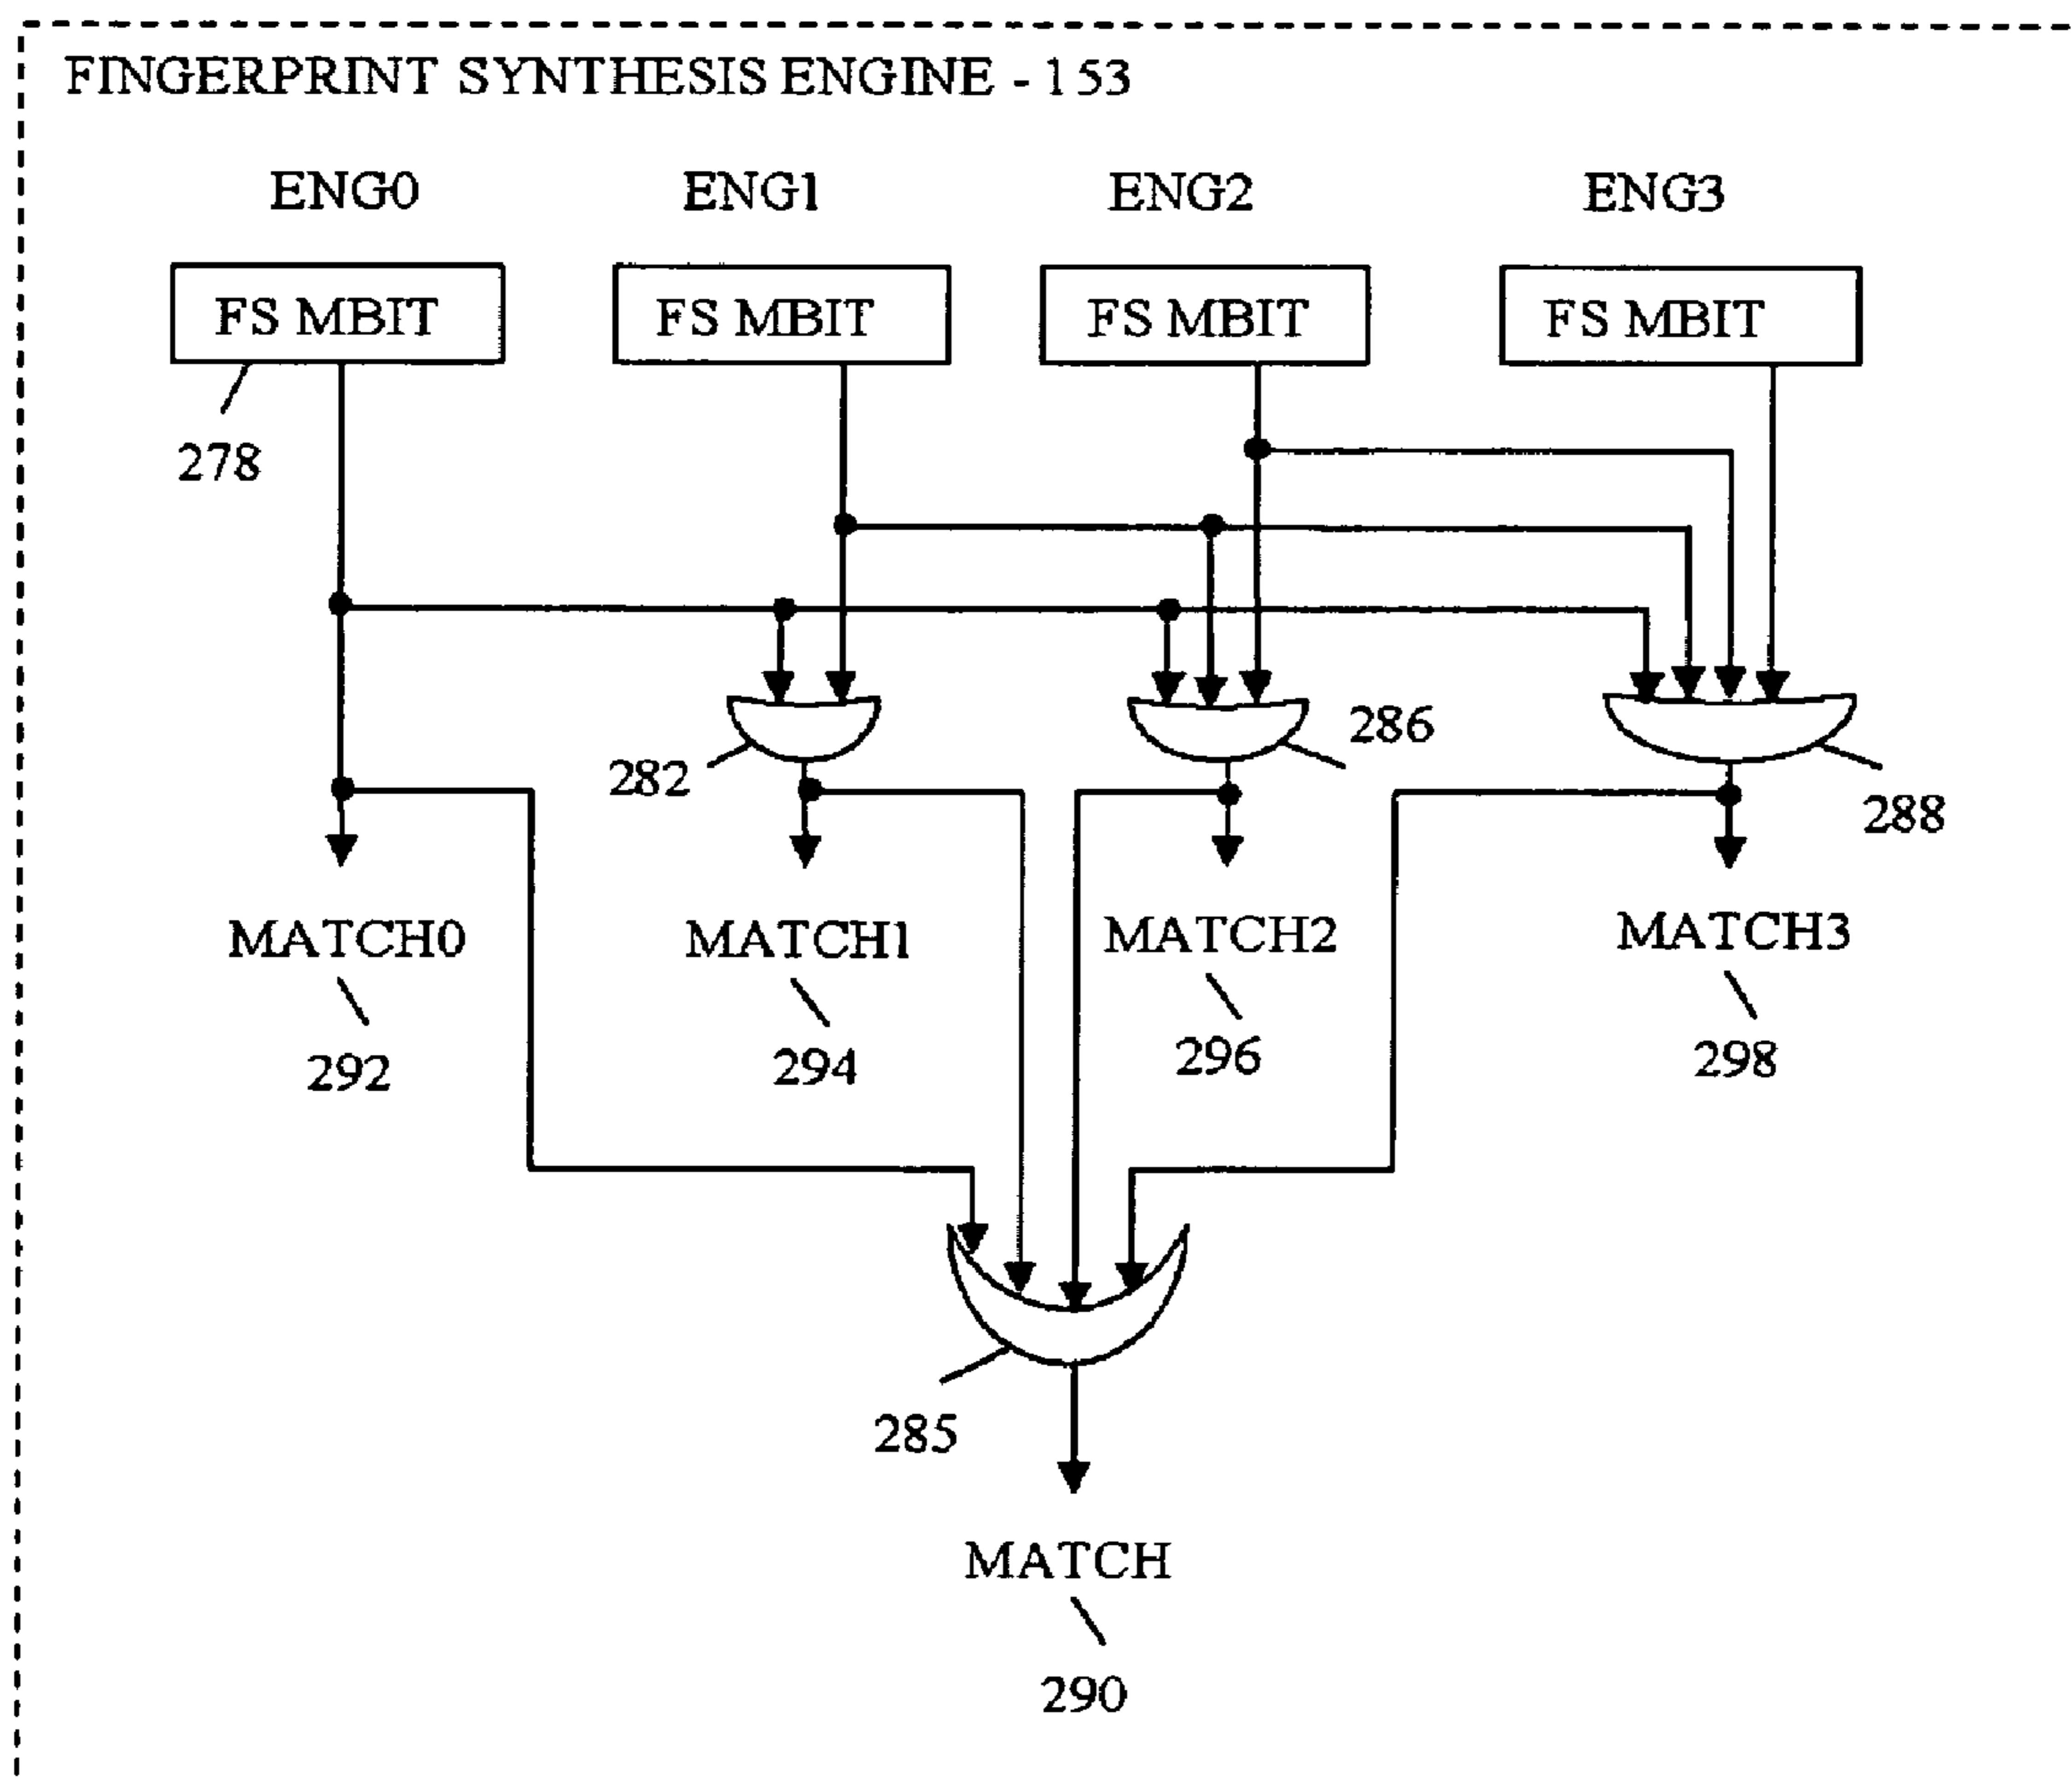 FINGERPRINT SYNTHESIS ENGINE - 153
ENG0 ENG1 ENG2 ENG3
FS MBIT FS MBIT FS MBIT FS MBIT
278
282 286 288
MATCH0 MATCH1 MATCH2 MATCH3
292 294 296 298
285
MATCH
290